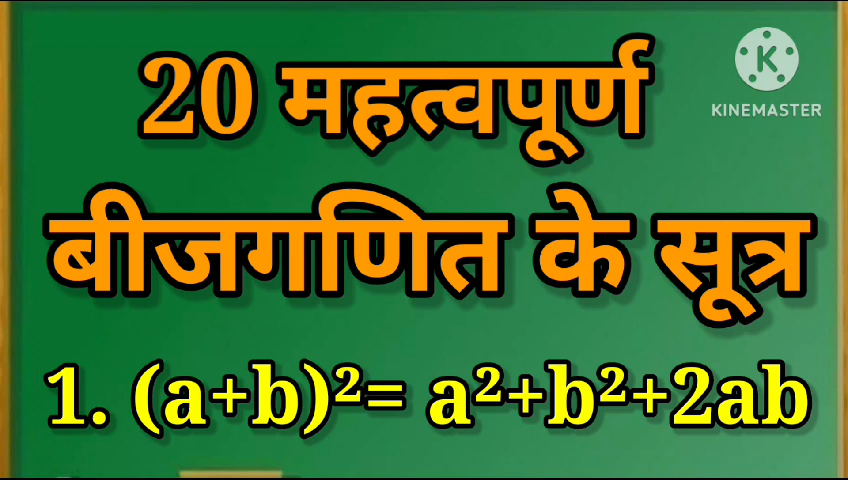 20 महत्वपूर्ण
KINEMASTER
बीजगणित के सूत्र
1. (a+b)²= a²+b²+2ab